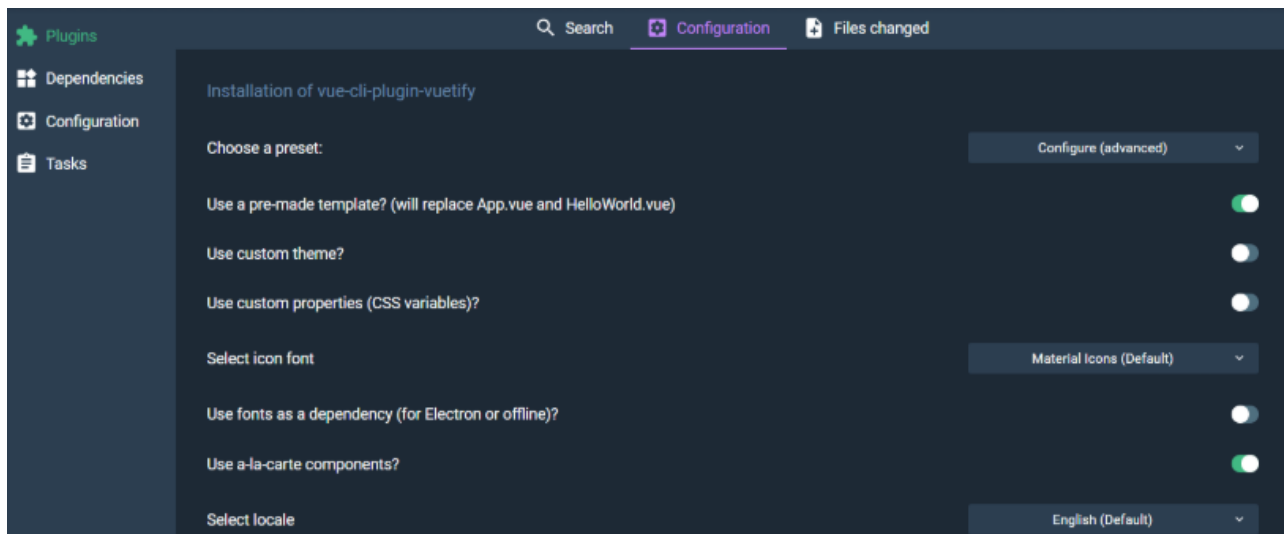 Plugins
Dependencies
Configuration
Tasks
Search
Configuration
Files changed
Installation of vue-cli-plugin-vuetify
Choose a preset:
Configure (advanced)
Use a pre-made template? (will replace App.vue and HelloWorld.vue)
Use custom theme?
Use custom properties (CSS variables)?
Select icon font
Material Icons (Default)
Use fonts as a dependency (for Electron or offline)?
Use a-la-carte components?
Select locale
English (Default)